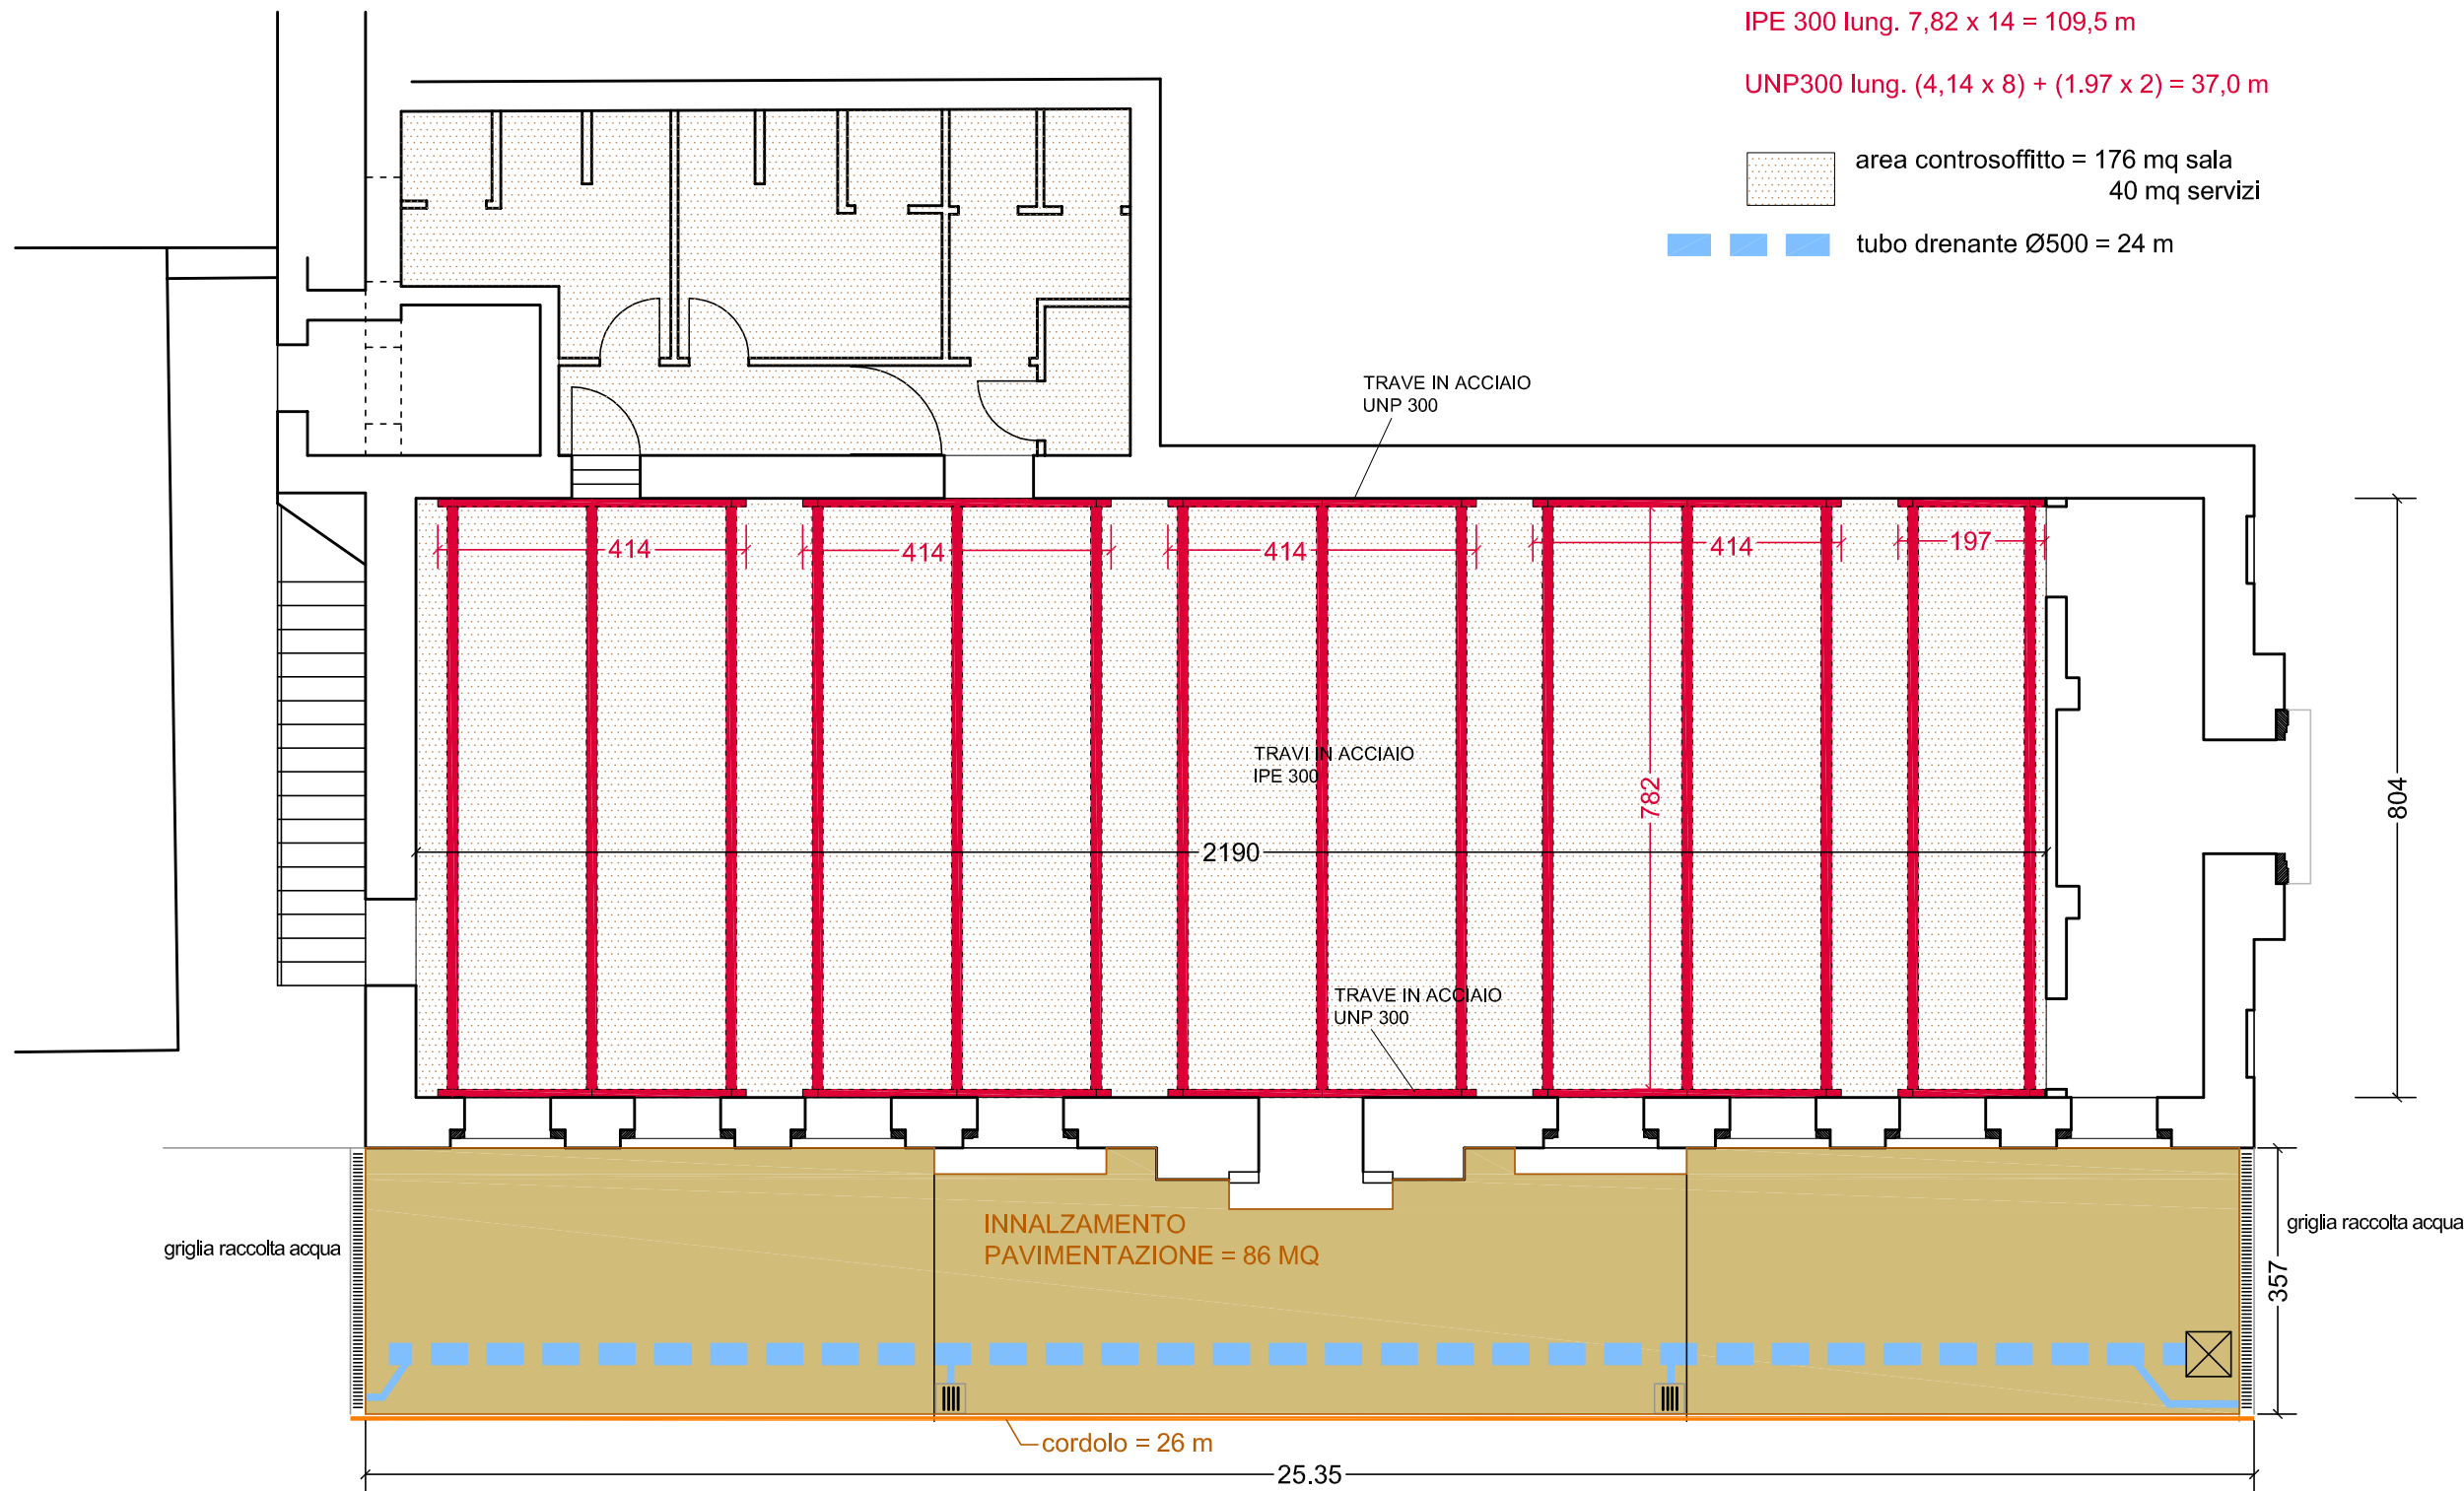 IPE 300 lung. 7,82 x 14 = 109,5 m
UNP300 lung. (4,14 x 8) + (1.97 x 2) = 37,0 m
area controsoffitto = 176 mq sala
40 mq servizi
tubo drenante Ø500 = 24 m
TRAVE IN ACCIAIO
UNP 300
414
414
414
414
197
TRAVI IN ACCIAIO
IPE 300
782
804
2190
TRAVE IN ACCIAIO
UNP 300
INNALZAMENTO
PAVIMENTAZIONE = 86 MQ
griglia raccolta acqua
griglia raccolta acqua
357
cordolo = 26 m
25.35